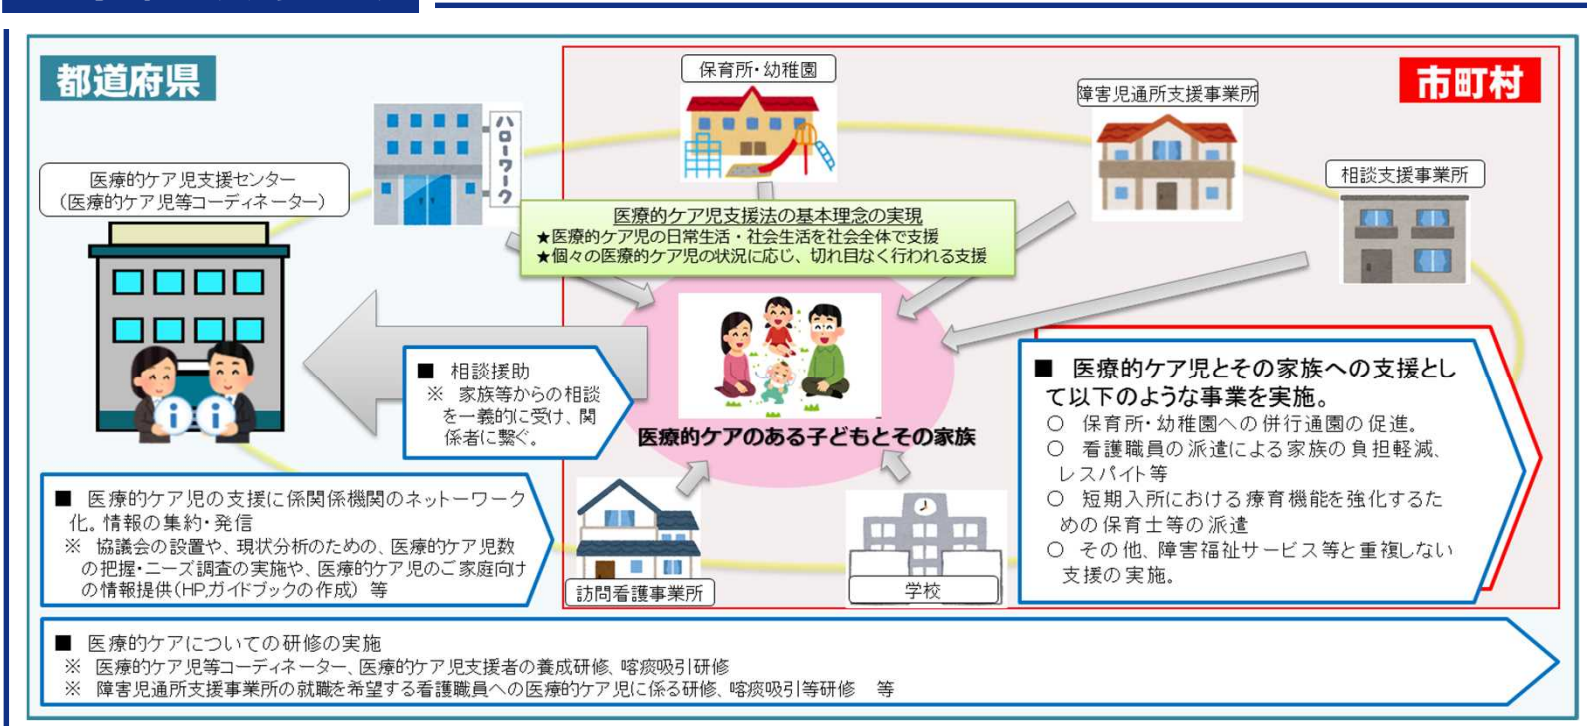 都道府県
市町村
保育所・幼稚園
障害児通所支援事業所
ハローワーク
相談支援事業所
医療的ケア児支援センター
（医療的ケア児等コーディネーター）
医療的ケア児支援法の基本理念の実現
★医療的ケア児の日常生活・社会生活を社会全体で支援
★個々の医療的ケア児の状況に応じ、切れ目なく行われる支援
■ 相談援助
※ 家族等からの相談
を一義的に受け、関
係者に繋ぐ。
医療的ケアのある子どもとその家族
■ 医療的ケア児とその家族への支援とし
て以下のような事業を実施。
○ 保育所・幼稚園への併行通園の促進。
○ 看護職員の派遣による家族の負担軽減、
レスパイト等
○ 短期入所における療育機能を強化するた
めの保育士等の派遣
○ その他、障害福祉サービス等と重複しない
支援の実施。
■ 医療的ケア児の支援に係関係機関のネットーワーク
化。情報の集約・発信
※ 協議会の設置や、現状分析のための、医療的ケア児数
の把握・ニーズ調査の実施や、医療的ケア児のご家庭向け
の情報提供（HP,ガイドブックの作成） 等
訪問看護事業所
学校
■ 医療的ケアについての研修の実施
※ 医療的ケア児等コーディネーター、医療的ケア児支援者の養成研修、喀痰吸引研修
※ 障害児通所支援事業所の就職を希望する看護職員への医療的ケア児に係る研修、喀痰吸引等研修 等